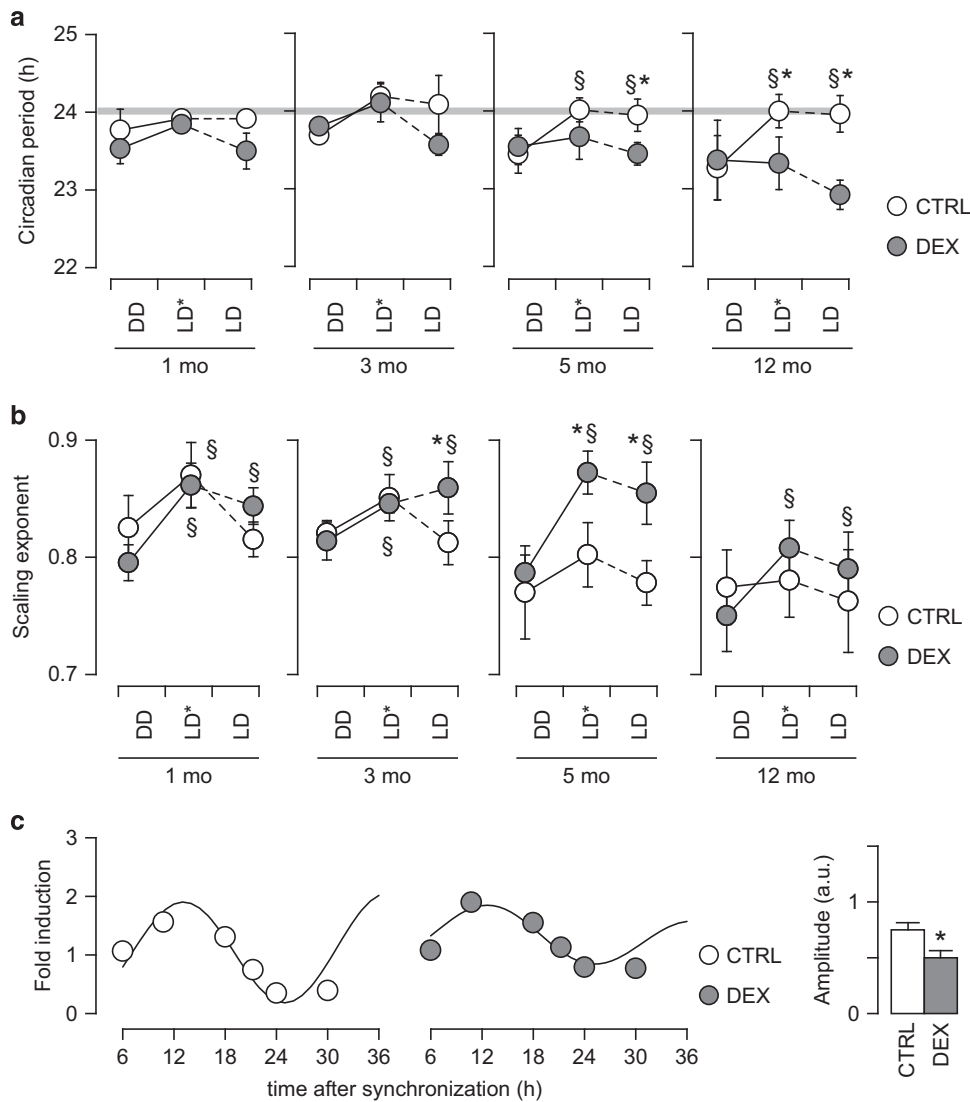 a
Circadian period (h)
25
24
23
22
§
§*
§*
§*
CTRL
DEX
DD LD* LD DD LD* LD DD LD* LD DD LD* LD
1 mo 3 mo 5 mo 12 mo
b
Scaling exponent
0.9
0.8
0.7
§
§
§
§
§
*§
*§
*§
§
§
CTRL
DEX
DD LD* LD DD LD* LD DD LD* LD DD LD* LD
1 mo 3 mo 5 mo 12 mo
c
Fold induction
3
2
1
0
CTRL
DEX
6 12 18 24 30 36 6 12 18 24 30 36
time after synchronization (h)
Amplitude (a.u.)
1
0
*
CTRL
DEX